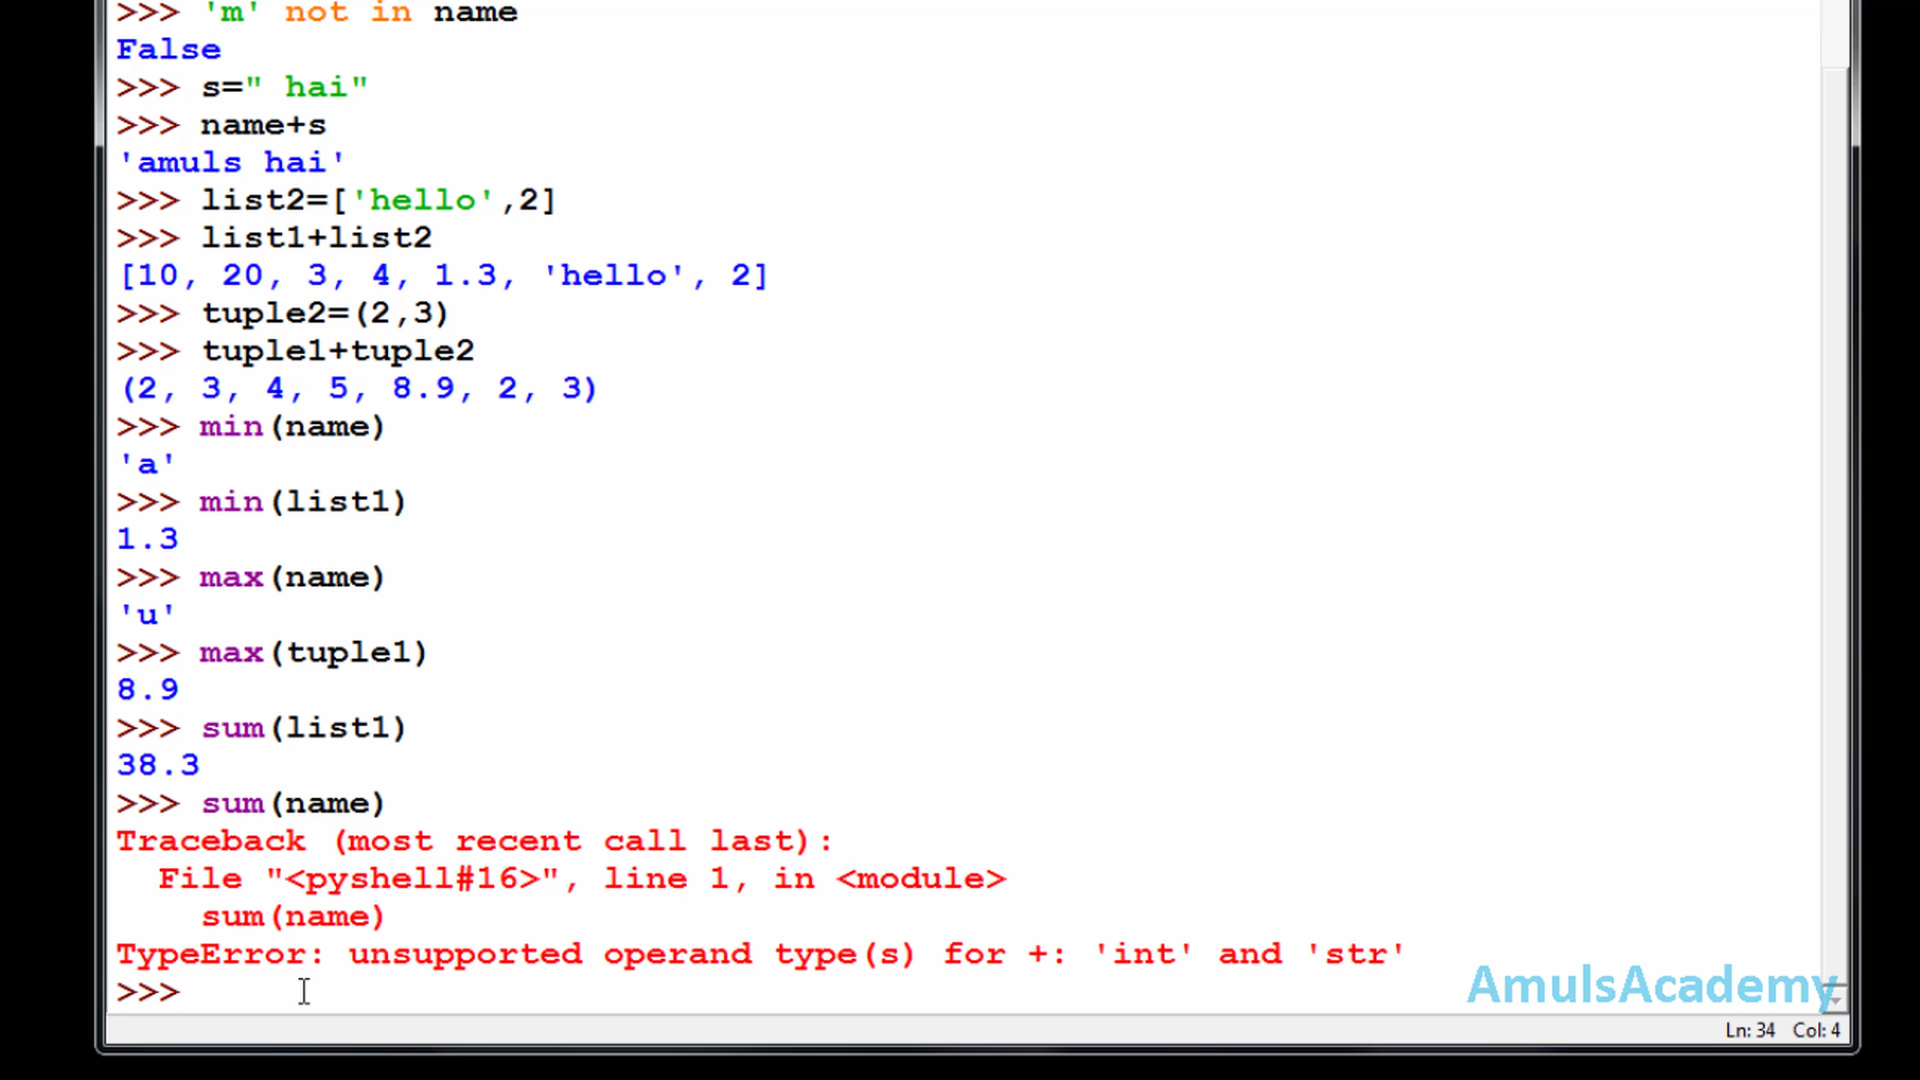 >>> 'm' not in name
False
>>> s=" hai"
>>> name+s
'amuls hai'
>>> list2=['hello',2]
>>> list1+list2
[10, 20, 3, 4, 1.3, 'hello', 2]
>>> tuple2=(2,3)
>>> tuple1+tuple2
(2, 3, 4, 5, 8.9, 2, 3)
>>> min(name)
'a'
>>> min(list1)
1.3
>>> max(name)
'u'
>>> max(tuple1)
8.9
>>> sum(list1)
38.3
>>> sum(name)
Traceback (most recent call last):
  File "<pyshell#16>", line 1, in <module>
    sum(name)
TypeError: unsupported operand type(s) for +: 'int' and 'str'
>>>
AmulsAcademy
Ln: 34 Col: 4